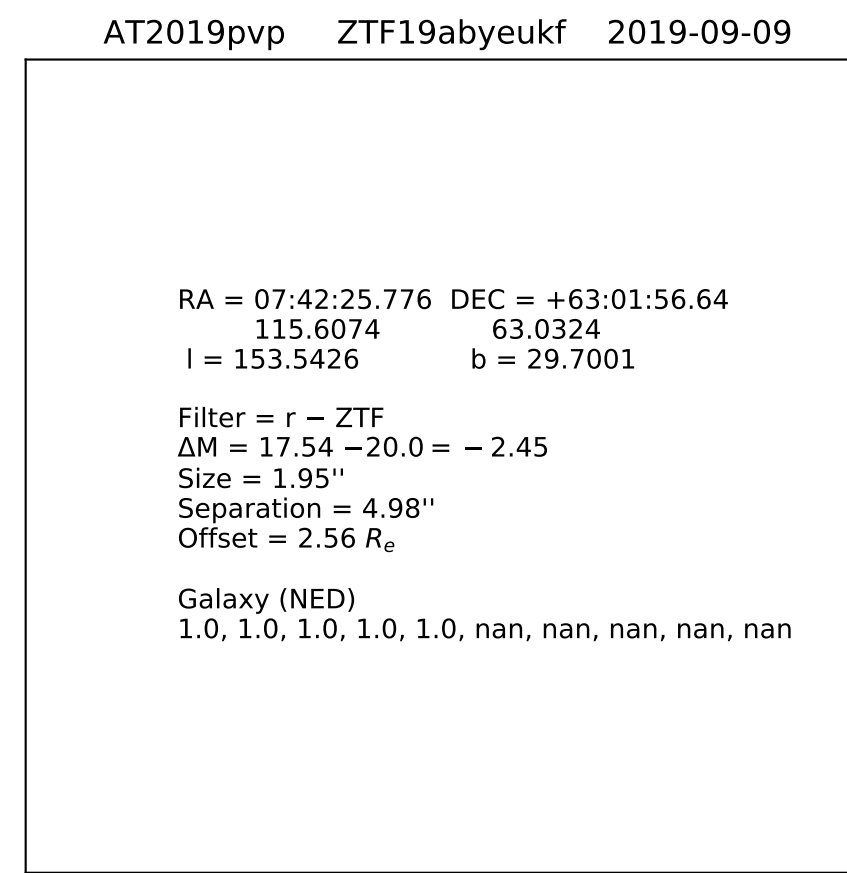 AT2019pvp ZTF19abyeukf 2019-09-09
RA = 07:42:25.776 DEC = +63:01:56.64
115.6074 63.0324
l = 153.5426 b = 29.7001
Filter = r − ZTF
ΔM = 17.54 −20.0 = − 2.45
Size = 1.95''
Separation = 4.98''
Offset = 2.56 Re
Galaxy (NED)
1.0, 1.0, 1.0, 1.0, 1.0, nan, nan, nan, nan, nan